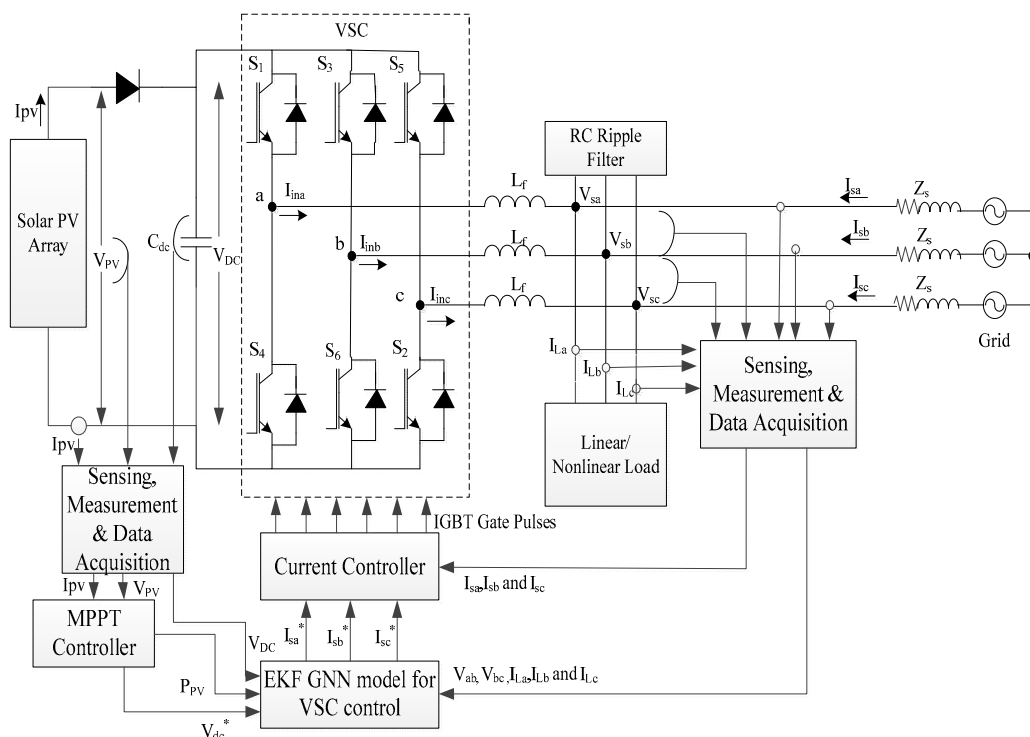 VSC
S1
S3
S5
Ipv
Solar PV
Array
VPV
Cdc
VDC
a
Iina
b
Iinb
c
Iinc
S4
S6
S2
Lf
Lf
Lf
RC Ripple
Filter
Vsa
Vsb
Vsc
Isa
Isb
Isc
Zs
Zs
Zs
Grid
ILa
ILb
ILc
Sensing,
Measurement &
Data Acquisition
Linear/
Nonlinear Load
Ipv
Sensing,
Measurement
& Data
Acquisition
IGBT Gate Pulses
Current Controller
Isa,Isb and Isc
Ipv
VPV
MPPT
Controller
VDC
PPV
Vdc*
Isa*
Isb*
Isc*
EKF GNN model for
VSC control
Vab, Vbc ,ILa,ILb and ILc